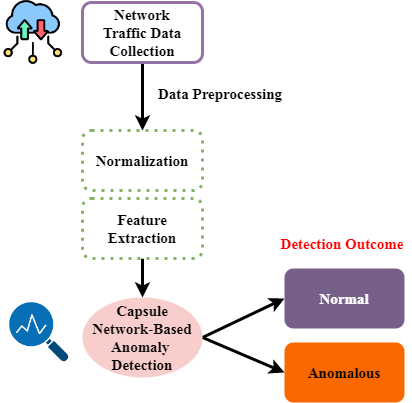 Network
Traffic Data
Collection
Data Preprocessing
Normalization
Feature
Extraction
Detection Outcome
Capsule
Network-Based
Anomaly
Detection
Normal
Anomalous